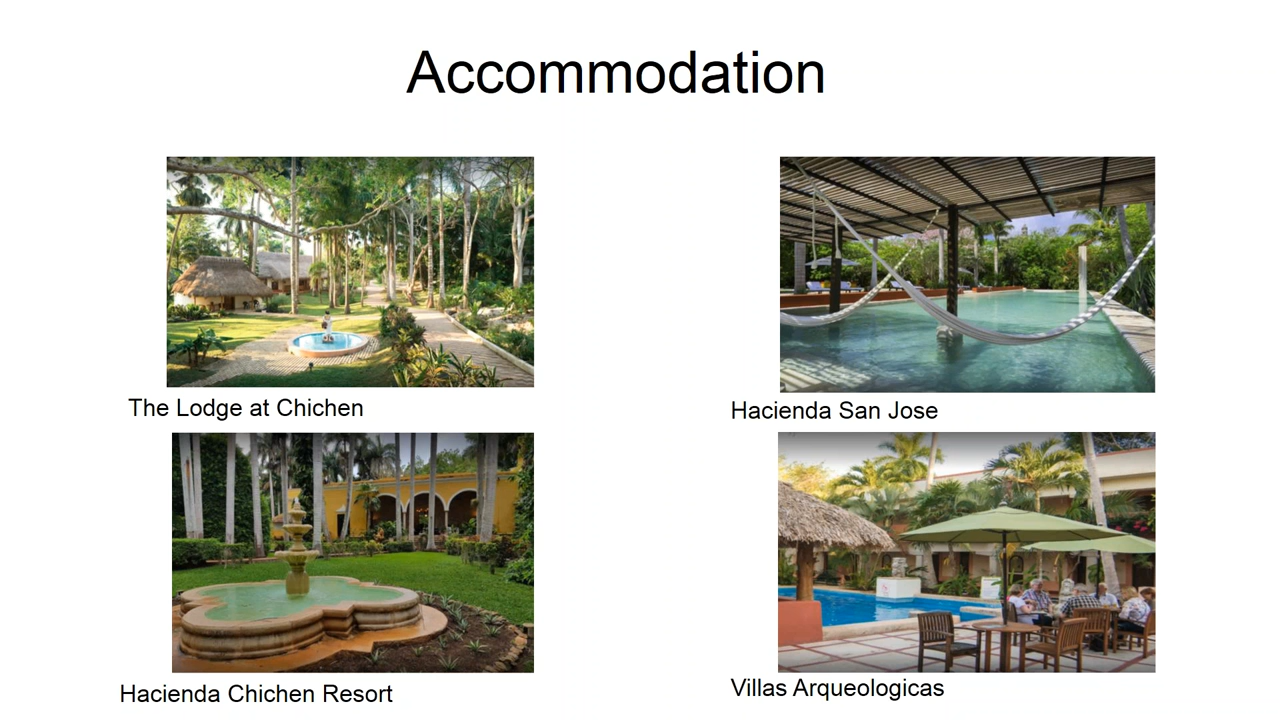 Accommodation
The Lodge at Chichen
Hacienda San Jose
Hacienda Chichen Resort
Villas Arqueologicas